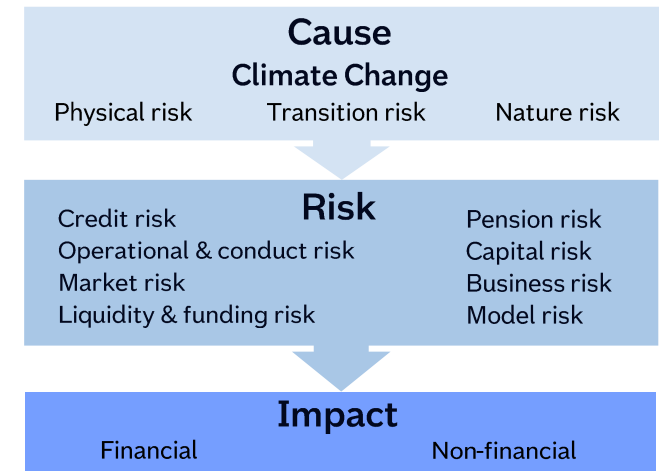 Cause
Climate Change
Physical risk Transition risk Nature risk
Risk
Credit risk
Operational & conduct risk
Market risk
Liquidity & funding risk
Pension risk
Capital risk
Business risk
Model risk
Impact
Financial Non-financial